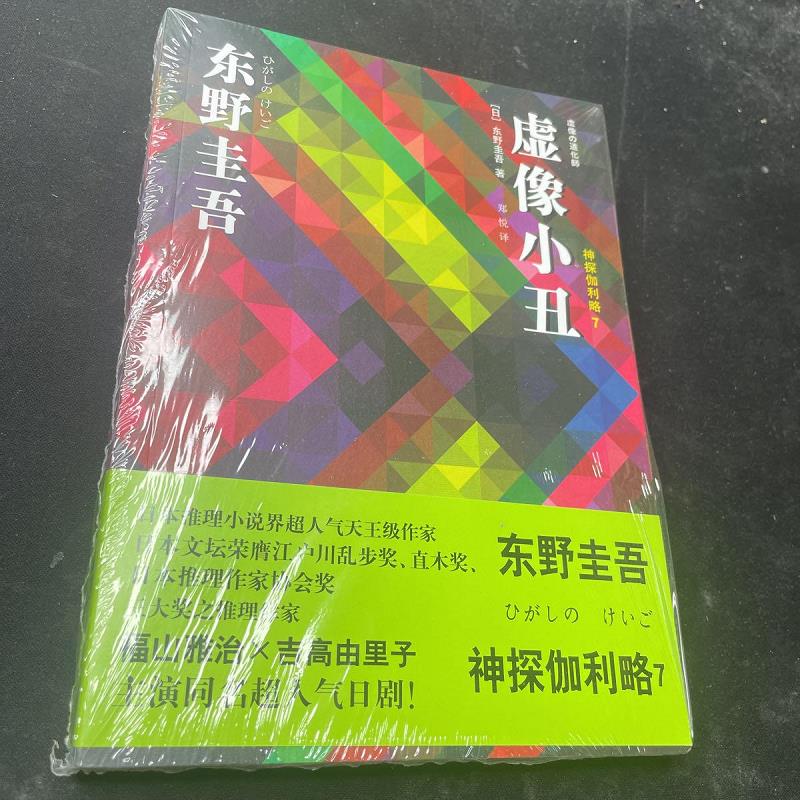 东野圭吾
ひがしの けいご
虚像の道化師
虚像小丑
[日] 东野圭吾 著
郑悦 译
神探伽利略 7
日本推理小说界超人气天王级作家
日本文坛荣膺江户川乱步奖、直木奖、
日本推理作家协会奖
大奖之推理作家
福山雅治×吉高由里子
主演同名超人气日剧!
东野圭吾
ひがしの けいご
神探伽利略7